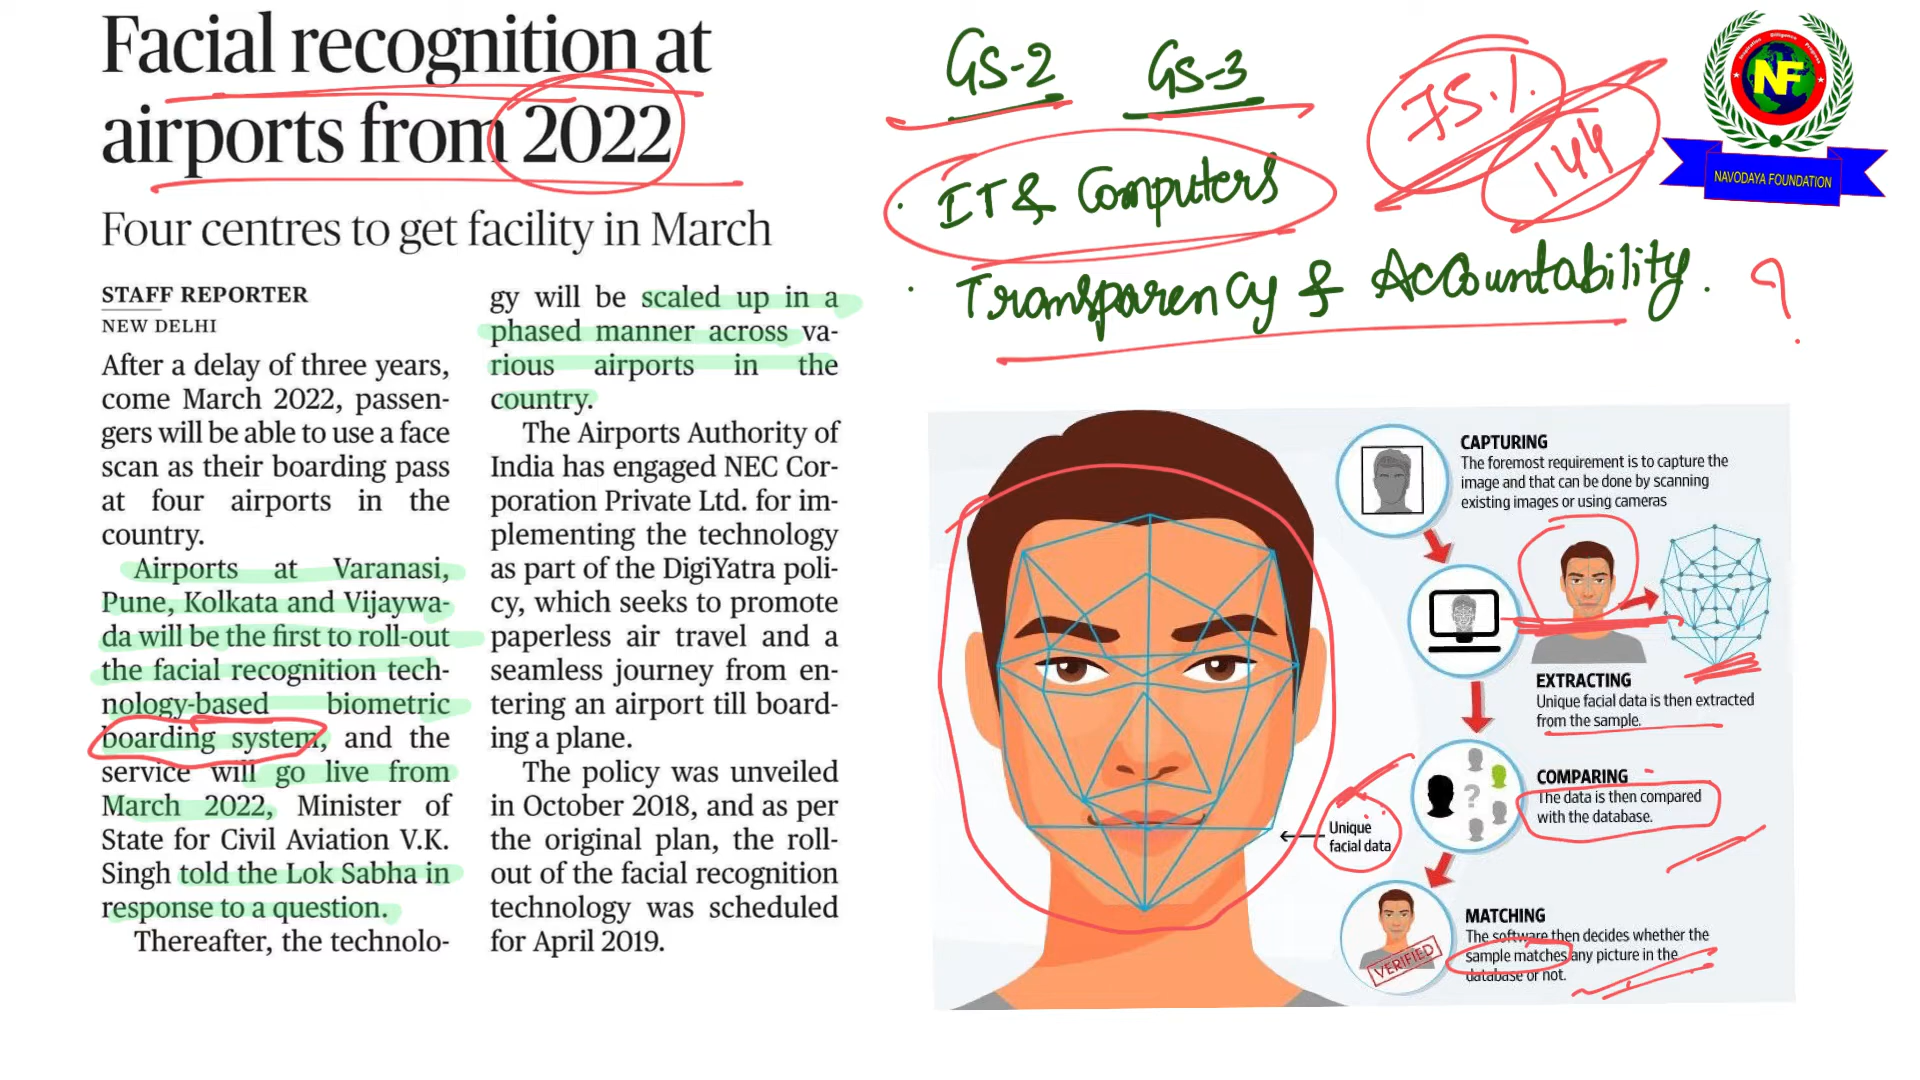 Facial recognition at
airports from 2022
Four centres to get facility in March
STAFF REPORTER
NEW DELHI
After a delay of three years,
come March 2022, passen-
gers will be able to use a face
scan as their boarding pass
at four airports in the
country.
Airports at Varanasi,
Pune, Kolkata and Vijaywa-
da will be the first to roll-out
the facial recognition tech-
nology-based biometric
boarding system, and the
service will go live from
March 2022, Minister of
State for Civil Aviation V.K.
Singh told the Lok Sabha in
response to a question.
Thereafter, the technolo-
gy will be scaled up in a
phased manner across va-
rious airports in the
country.
The Airports Authority of
India has engaged NEC Cor-
poration Private Ltd. for im-
plementing the technology
as part of the DigiYatra poli-
cy, which seeks to promote
paperless air travel and a
seamless journey from en-
tering an airport till board-
ing a plane.
The policy was unveiled
in October 2018, and as per
the original plan, the roll-
out of the facial recognition
technology was scheduled
for April 2019.
GS-2 GS-3
75.1.
144
IT & Computers
Transparency & Accountability. ?
NF
NAVODAYA FOUNDATION
CAPTURING
The foremost requirement is to capture the
image and that can be done by scanning
existing images or using cameras
EXTRACTING
Unique facial data is then extracted
from the sample.
COMPARING
The data is then compared
with the database.
?
Unique
facial data
MATCHING
The software then decides whether the
sample matches any picture in the
database or not.
VERIFIED